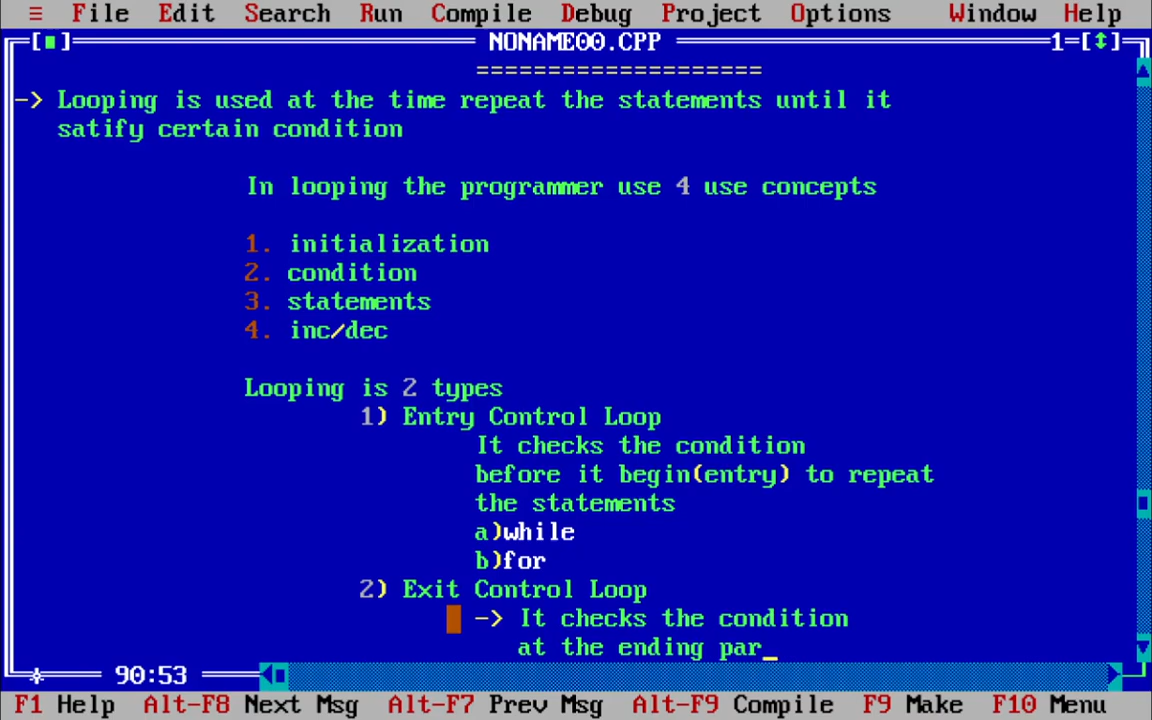 ≡ File Edit Search Run Compile Debug Project Options Window Help
[■] NONAME00.CPP 1=[↕]
====================
-> Looping is used at the time repeat the statements until it
satify certain condition
In looping the programmer use 4 use concepts
1. initialization
2. condition
3. statements
4. inc/dec
Looping is 2 types
1) Entry Control Loop
It checks the condition
before it begin(entry) to repeat
the statements
a)while
b)for
2) Exit Control Loop
-> It checks the condition
at the ending par_
90:53
F1 Help Alt-F8 Next Msg Alt-F7 Prev Msg Alt-F9 Compile F9 Make F10 Menu